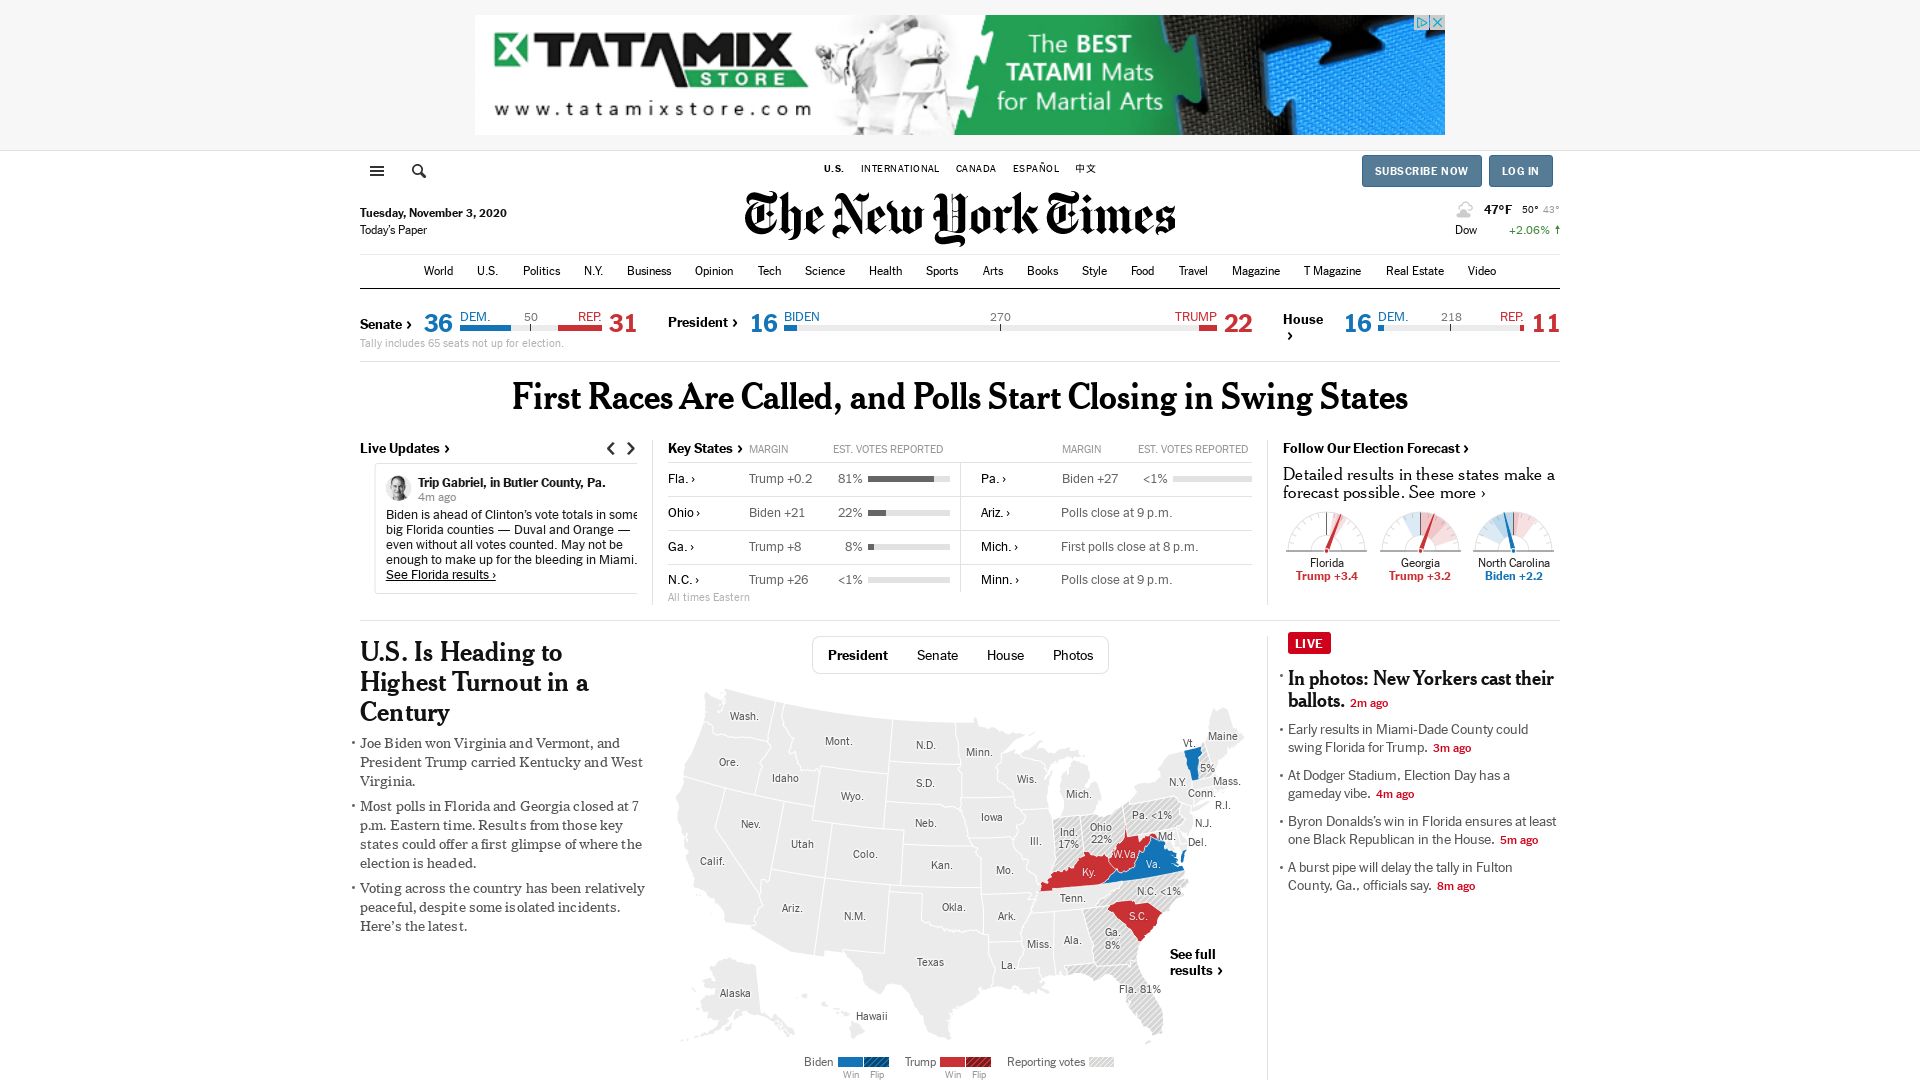 TATAMIX
STORE
www.tatamixstore.com
The BEST
TATAMI Mats
for Martial Arts
U.S. INTERNATIONAL CANADA ESPAÑOL 中文
SUBSCRIBE NOW LOG IN
Tuesday, November 3, 2020
Today's Paper
The New York Times
47°F 50° 43°
Dow +2.06% ↑
World U.S. Politics N.Y. Business Opinion Tech Science Health Sports Arts Books Style Food Travel Magazine T Magazine Real Estate Video
Senate › 36 DEM. 50 REP. 31
Tally includes 65 seats not up for election.
President › 16 BIDEN 270 TRUMP 22
House › 16 DEM. 218 REP. 11
First Races Are Called, and Polls Start Closing in Swing States
Live Updates ›
Trip Gabriel, in Butler County, Pa.
4m ago
Biden is ahead of Clinton's vote totals in some
big Florida counties — Duval and Orange —
even without all votes counted. May not be
enough to make up for the bleeding in Miami.
See Florida results ›
Key States › MARGIN EST. VOTES REPORTED MARGIN EST. VOTES REPORTED
Fla. › Trump +0.2 81% Pa. › Biden +27 <1%
Ohio › Biden +21 22% Ariz. › Polls close at 9 p.m.
Ga. › Trump +8 8% Mich. › First polls close at 8 p.m.
N.C. › Trump +26 <1% Minn. › Polls close at 9 p.m.
All times Eastern
Follow Our Election Forecast ›
Detailed results in these states make a
forecast possible. See more ›
Florida Georgia North Carolina
Trump +3.4 Trump +3.2 Biden +2.2
U.S. Is Heading to
Highest Turnout in a
Century
• Joe Biden won Virginia and Vermont, and
President Trump carried Kentucky and West
Virginia.
• Most polls in Florida and Georgia closed at 7
p.m. Eastern time. Results from those key
states could offer a first glimpse of where the
election is headed.
• Voting across the country has been relatively
peaceful, despite some isolated incidents.
Here's the latest.
President Senate House Photos
Wash.
Mont.
N.D.
Minn.
Vt.
Maine
Ore.
Idaho
S.D.
Wis.
5%
N.Y.
Mass.
Wyo.
Mich.
Conn.
R.I.
Nev.
Neb.
Iowa
Pa. <1%
N.J.
Ind.
17%
Ohio
22%
Md.
Del.
Calif.
Utah
Colo.
Kan.
Ill.
Mo.
W.Va.
Va.
Ky.
N.C. <1%
Tenn.
Ariz.
N.M.
Okla.
Ark.
S.C.
Miss.
Ala.
Ga.
8%
Texas
La.
Fla. 81%
Alaska
Hawaii
See full
results ›
Biden Trump Reporting votes
Win Flip Win Flip
LIVE
• In photos: New Yorkers cast their
ballots. 2m ago
• Early results in Miami-Dade County could
swing Florida for Trump. 3m ago
• At Dodger Stadium, Election Day has a
gameday vibe. 4m ago
• Byron Donalds's win in Florida ensures at least
one Black Republican in the House. 5m ago
• A burst pipe will delay the tally in Fulton
County, Ga., officials say. 8m ago